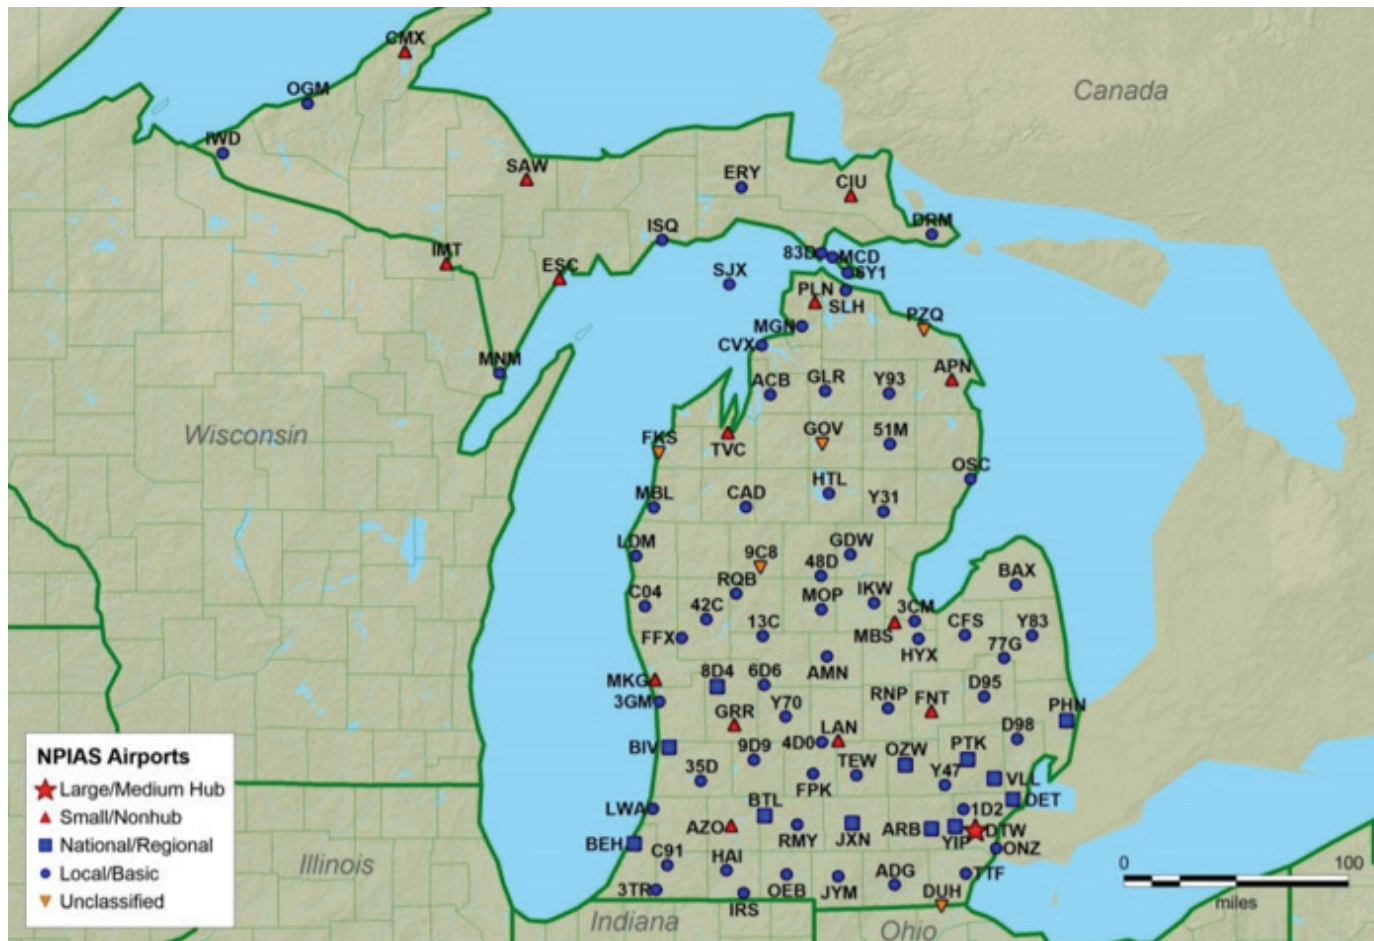 CMX
OGM
Canada
IWD
SAW
ERY
CIU
DRM
ISQ
IMT
ESC
83D
MCD
6Y1
SJX
PLN
SLH
PZQ
MGN
CVX
MNM
APN
ACB
GLR
Y93
Wisconsin
FKS
TVC
GOV
51M
OSC
MBL
CAD
HTL
Y31
LDM
9C8
48D
GDW
BAX
RQB
C04
42C
MOP
IKW
3CM
CFS
Y83
FFX
13C
MBS
HYX
77G
AMN
MKG
8D4
6D6
RNP
FNT
D95
PHN
3GM
GRR
Y70
LAN
D98
BIV
9D9
4D0
OZW
PTK
35D
FPK
TEW
Y47
VLL
DET
LWA
BTL
1D2
AZO
RMY
JXN
ARB
YIP
DTW
BEH
ONZ
C91
HAI
ADG
TTF
3TR
IRS
OEB
JYM
DUH
Illinois
Indiana
Ohio
NPIAS Airports
Large/Medium Hub
Small/Nonhub
National/Regional
Local/Basic
Unclassified
0 100
miles